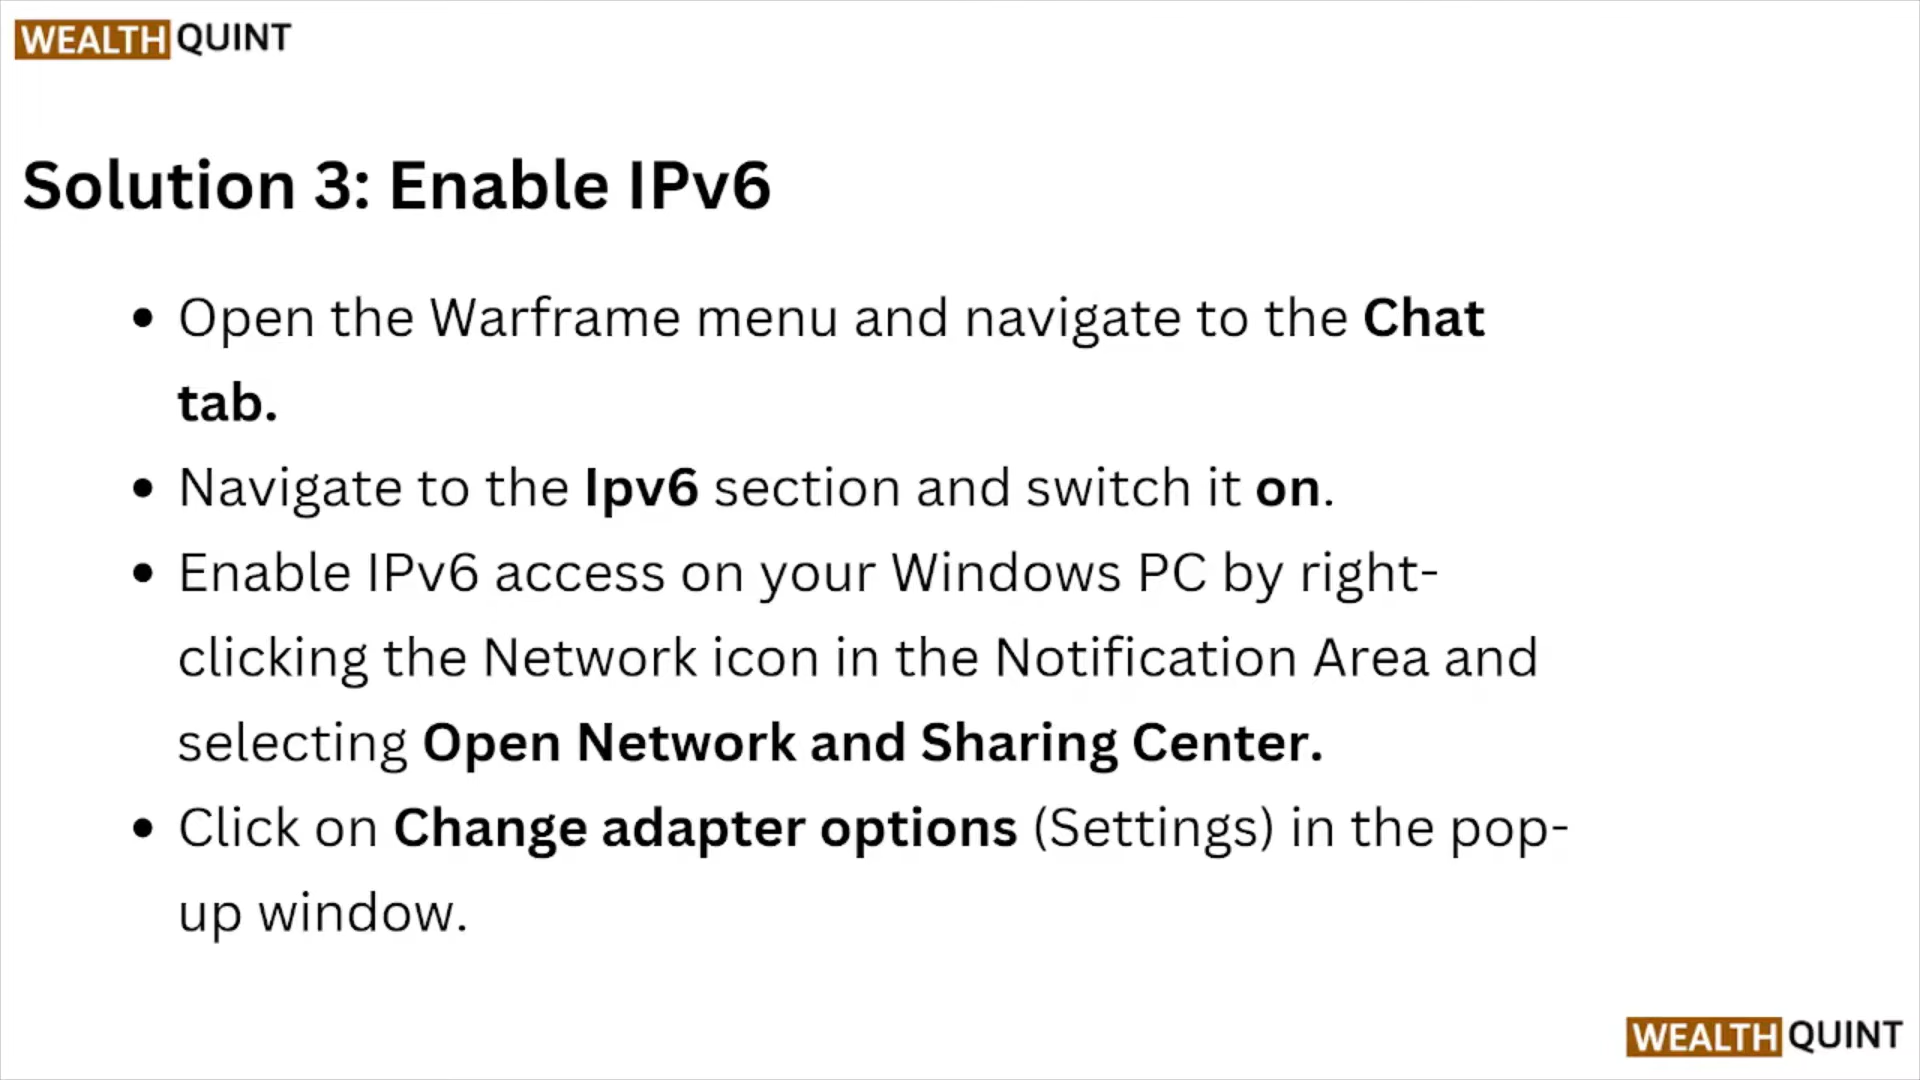 WEALTH QUINT
Solution 3: Enable IPv6
• Open the Warframe menu and navigate to the Chat
tab.
• Navigate to the Ipv6 section and switch it on.
• Enable IPv6 access on your Windows PC by right-
clicking the Network icon in the Notification Area and
selecting Open Network and Sharing Center.
• Click on Change adapter options (Settings) in the pop-
up window.
WEALTH QUINT